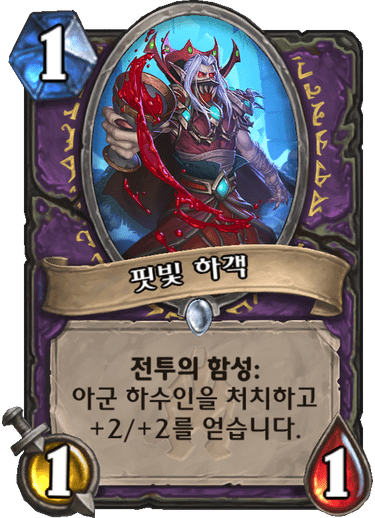 1
핏빛 하객
전투의 함성:
아군 하수인을 처치하고
+2/+2를 얻습니다.
1
1